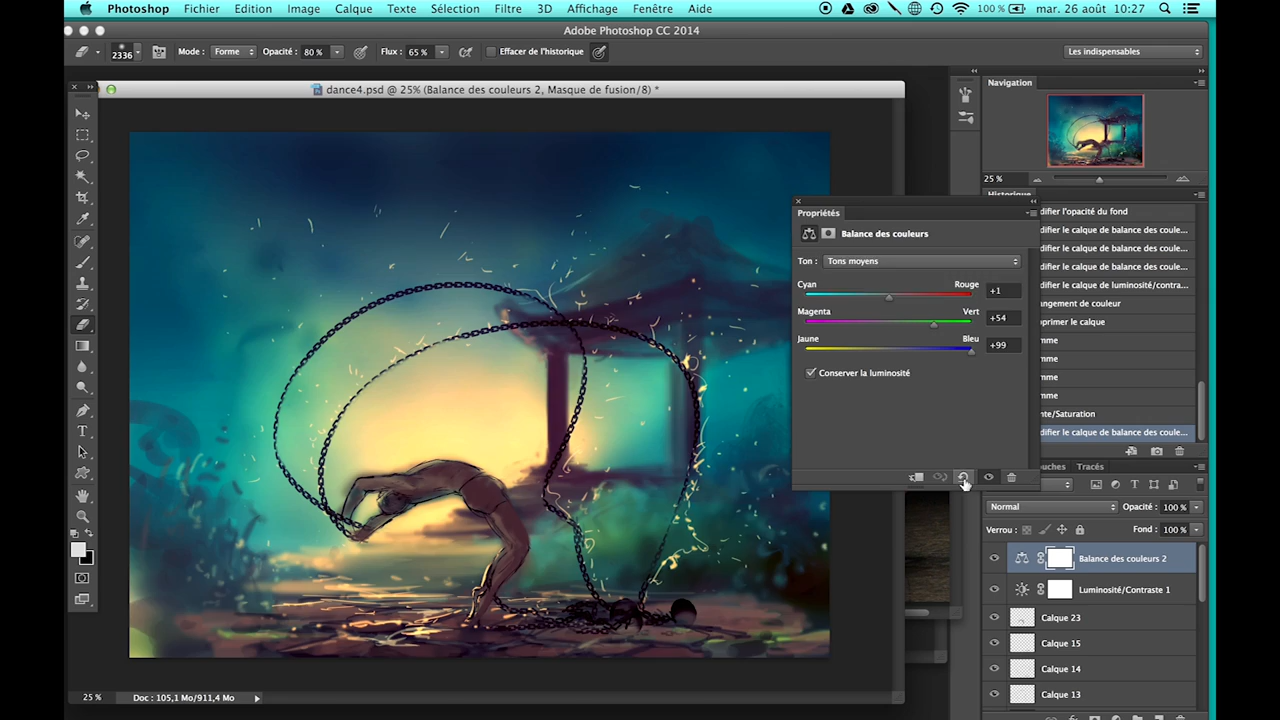 Photoshop Fichier Edition Image Calque Texte Sélection Filtre 3D Affichage Fenêtre Aide 100 % mar. 26 août 10:27
Adobe Photoshop CC 2014
2336 Mode : Forme Opacité : 80 % Flux : 65 % Effacer de l'historique Les indispensables
dance4.psd @ 25% (Balance des couleurs 2, Masque de fusion/8) *
Navigation
25 %
Historique
difier l'opacité du fond
difier le calque de balance des coule...
difier le calque de balance des coule...
difier le calque de balance des coule...
difier le calque de luminosité/contra...
angement de couleur
primer le calque
mme
mme
mme
mme
nte/Saturation
difier le calque de balance des coule...
Propriétés
Balance des couleurs
Ton : Tons moyens
Cyan Rouge +1
Magenta Vert +54
Jaune Bleu +99
Conserver la luminosité
ouches Tracés
Normal Opacité : 100 %
Verrou : Fond : 100 %
Balance des couleurs 2
Luminosité/Contraste 1
Calque 23
Calque 15
Calque 14
Calque 13
25 % Doc : 105,1 Mo/911,4 Mo